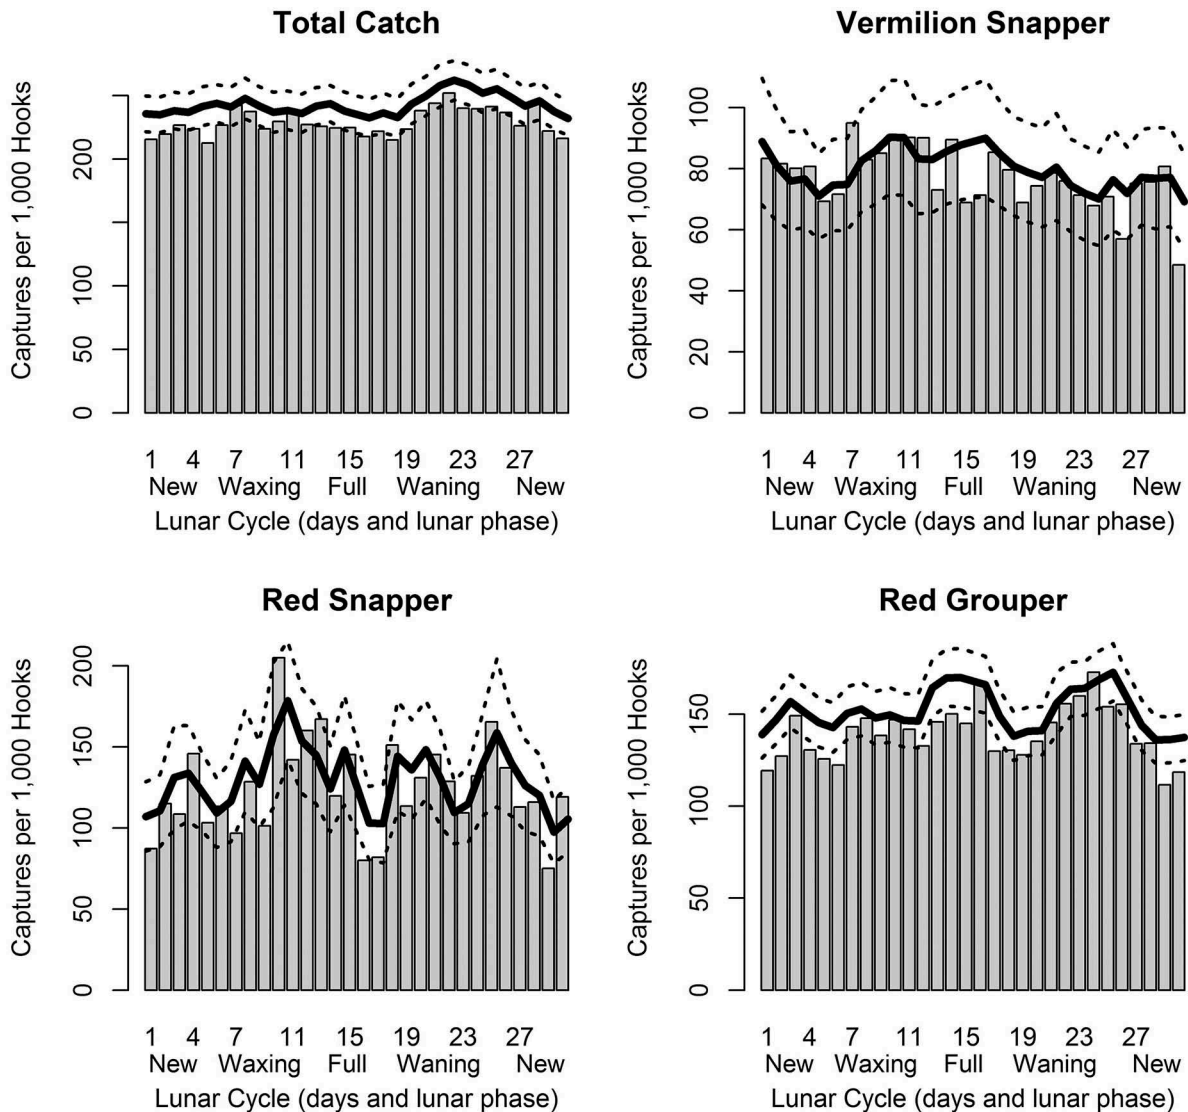 Total Catch
Captures per 1,000 Hooks
0 50 100 200
1 4 7 11 15 19 23 27
New Waxing Full Waning New
Lunar Cycle (days and lunar phase)
Vermilion Snapper
Captures per 1,000 Hooks
0 20 40 60 80 100
1 4 7 11 15 19 23 27
New Waxing Full Waning New
Lunar Cycle (days and lunar phase)
Red Snapper
Captures per 1,000 Hooks
0 50 100 150 200
1 4 7 11 15 19 23 27
New Waxing Full Waning New
Lunar Cycle (days and lunar phase)
Red Grouper
Captures per 1,000 Hooks
0 50 100 150
1 4 7 11 15 19 23 27
New Waxing Full Waning New
Lunar Cycle (days and lunar phase)